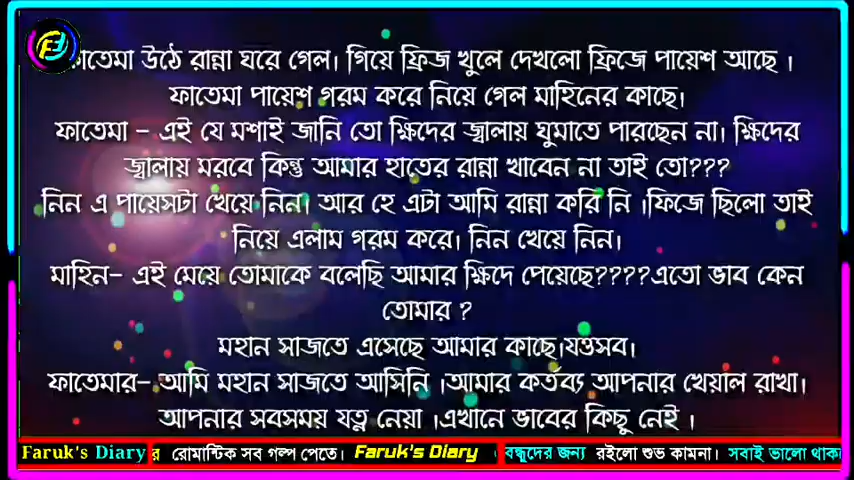 ফাতেমা উঠে রান্না ঘরে গেল। গিয়ে ফ্রিজ খুলে দেখলো ফ্রিজে পায়েশ আছে ।
ফাতেমা পায়েশ গরম করে নিয়ে গেল মাহিনের কাছে।
ফাতেমা - এই যে মশাই জানি তো ক্ষিদের জ্বালায় ঘুমাতে পারছেন না। ক্ষিদের
জ্বালায় মরবে কিন্তু আমার হাতের রান্না খাবেন না তাই তো???
নিন এ পায়েসটা খেয়ে নিন। আর হে এটা আমি রান্না করি নি ।ফিজে ছিলো তাই
নিয়ে এলাম গরম করে। নিন খেয়ে নিন।
মাহিন- এই মেয়ে তোমাকে বলেছি আমার ক্ষিদে পেয়েছে????এতো ভাব কেন
তোমার ?
মহান সাজতে এসেছে আমার কাছে।যত্তসব।
ফাতেমার- আমি মহান সাজতে আসিনি ।আমার কর্তব্য আপনার খেয়াল রাখা।
আপনার সবসময় যত্ন নেয়া ।এখানে ভাবের কিছু নেই ।
Faruk's Diary র রোমান্টিক সব গল্প পেতে। Faruk's Diary বন্ধুদের জন্য রইলো শুভ কামনা। সবাই ভালো থাক